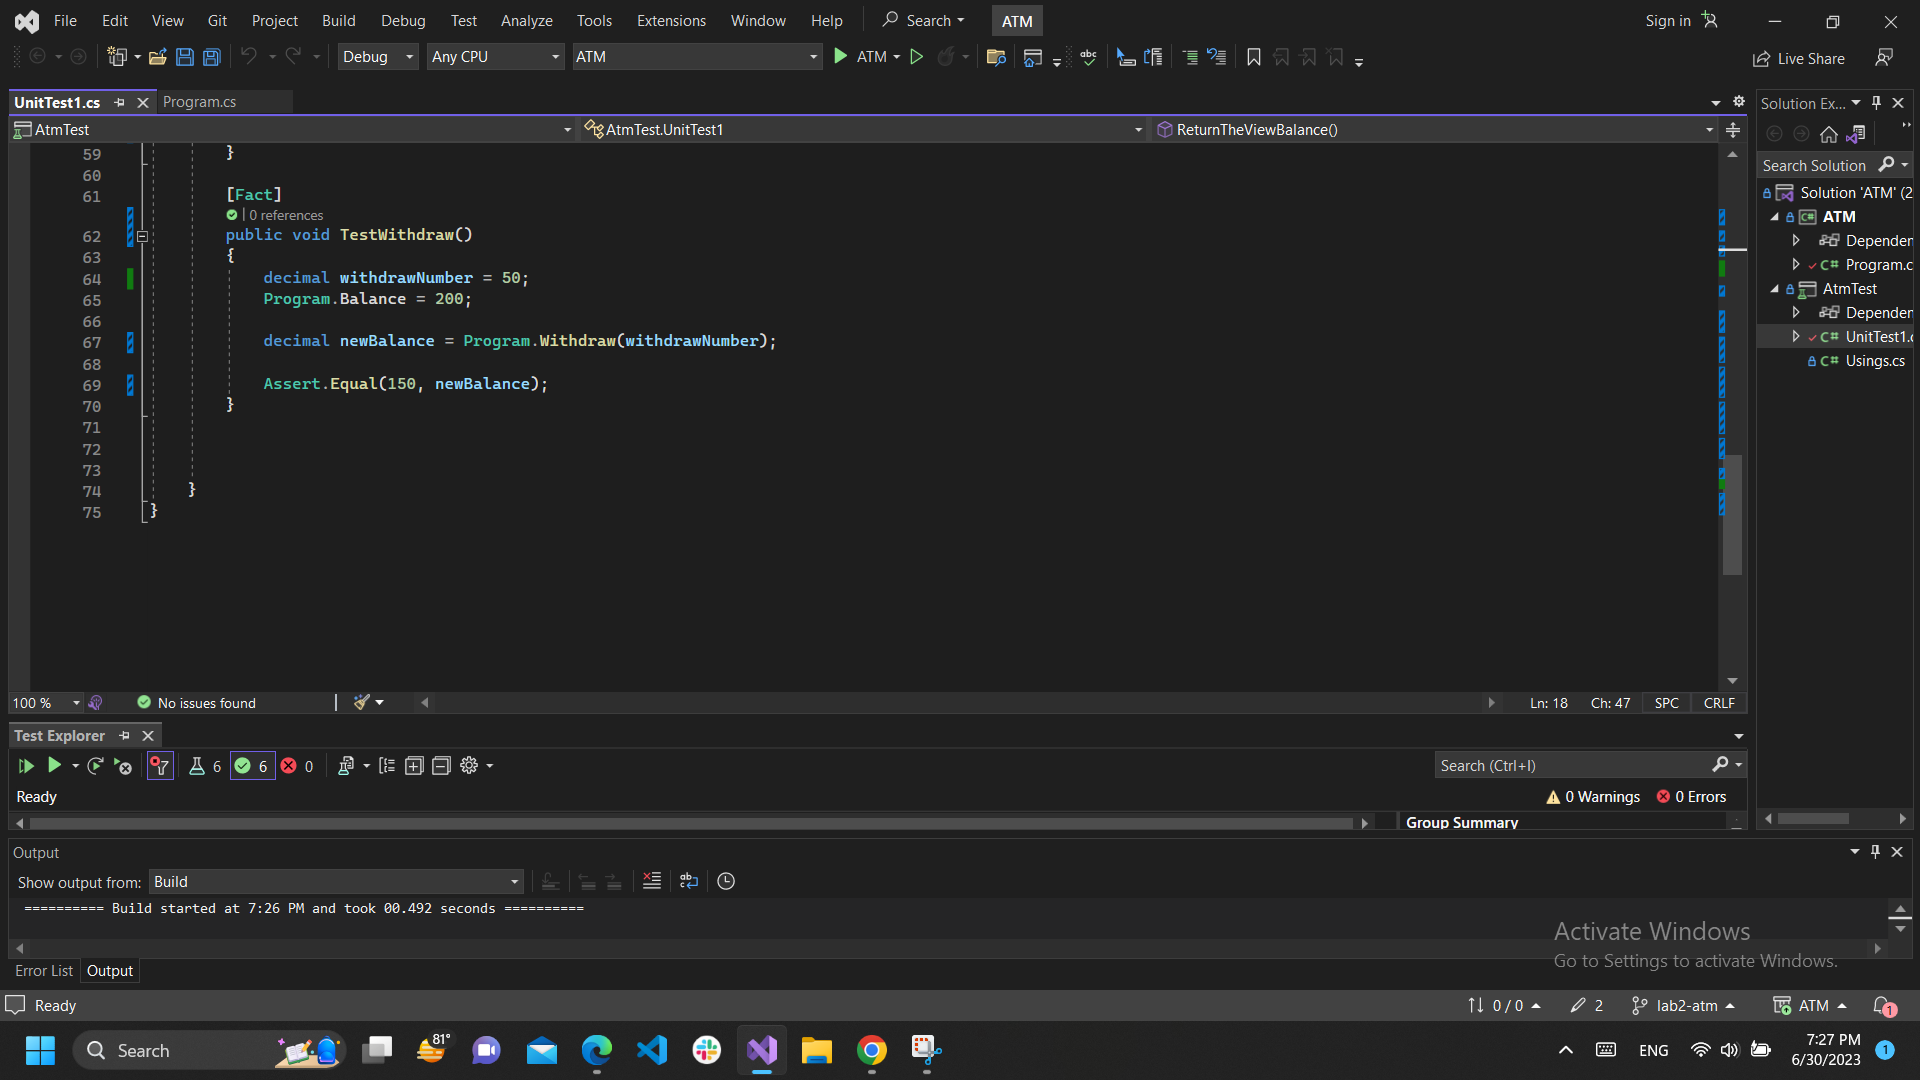 File Edit View Git Project Build Debug Test Analyze Tools Extensions Window Help Search ATM Sign in
Debug Any CPU ATM ATM Live Share
UnitTest1.cs Program.cs
AtmTest AtmTest.UnitTest1 ReturnTheViewBalance()
59 }
60
61 [Fact]
0 references
62 public void TestWithdraw()
63 {
64 decimal withdrawNumber = 50;
65 Program.Balance = 200;
66
67 decimal newBalance = Program.Withdraw(withdrawNumber);
68
69 Assert.Equal(150, newBalance);
70 }
71
72
73
74 }
75 }
100 % No issues found Ln: 18 Ch: 47 SPC CRLF
Test Explorer
6 6 0 Search (Ctrl+I)
Ready 0 Warnings 0 Errors
Group Summary
Output
Show output from: Build
========== Build started at 7:26 PM and took 00.492 seconds ==========
Error List Output
Solution Ex...
Search Solution
Solution 'ATM' (2
C# ATM
Dependen
C# Program.c
AtmTest
Dependen
C# UnitTest1.c
C# Usings.cs
Activate Windows
Go to Settings to activate Windows.
Ready 0 / 0 2 lab2-atm ATM 1
Search 81° ENG 7:27 PM 1
6/30/2023